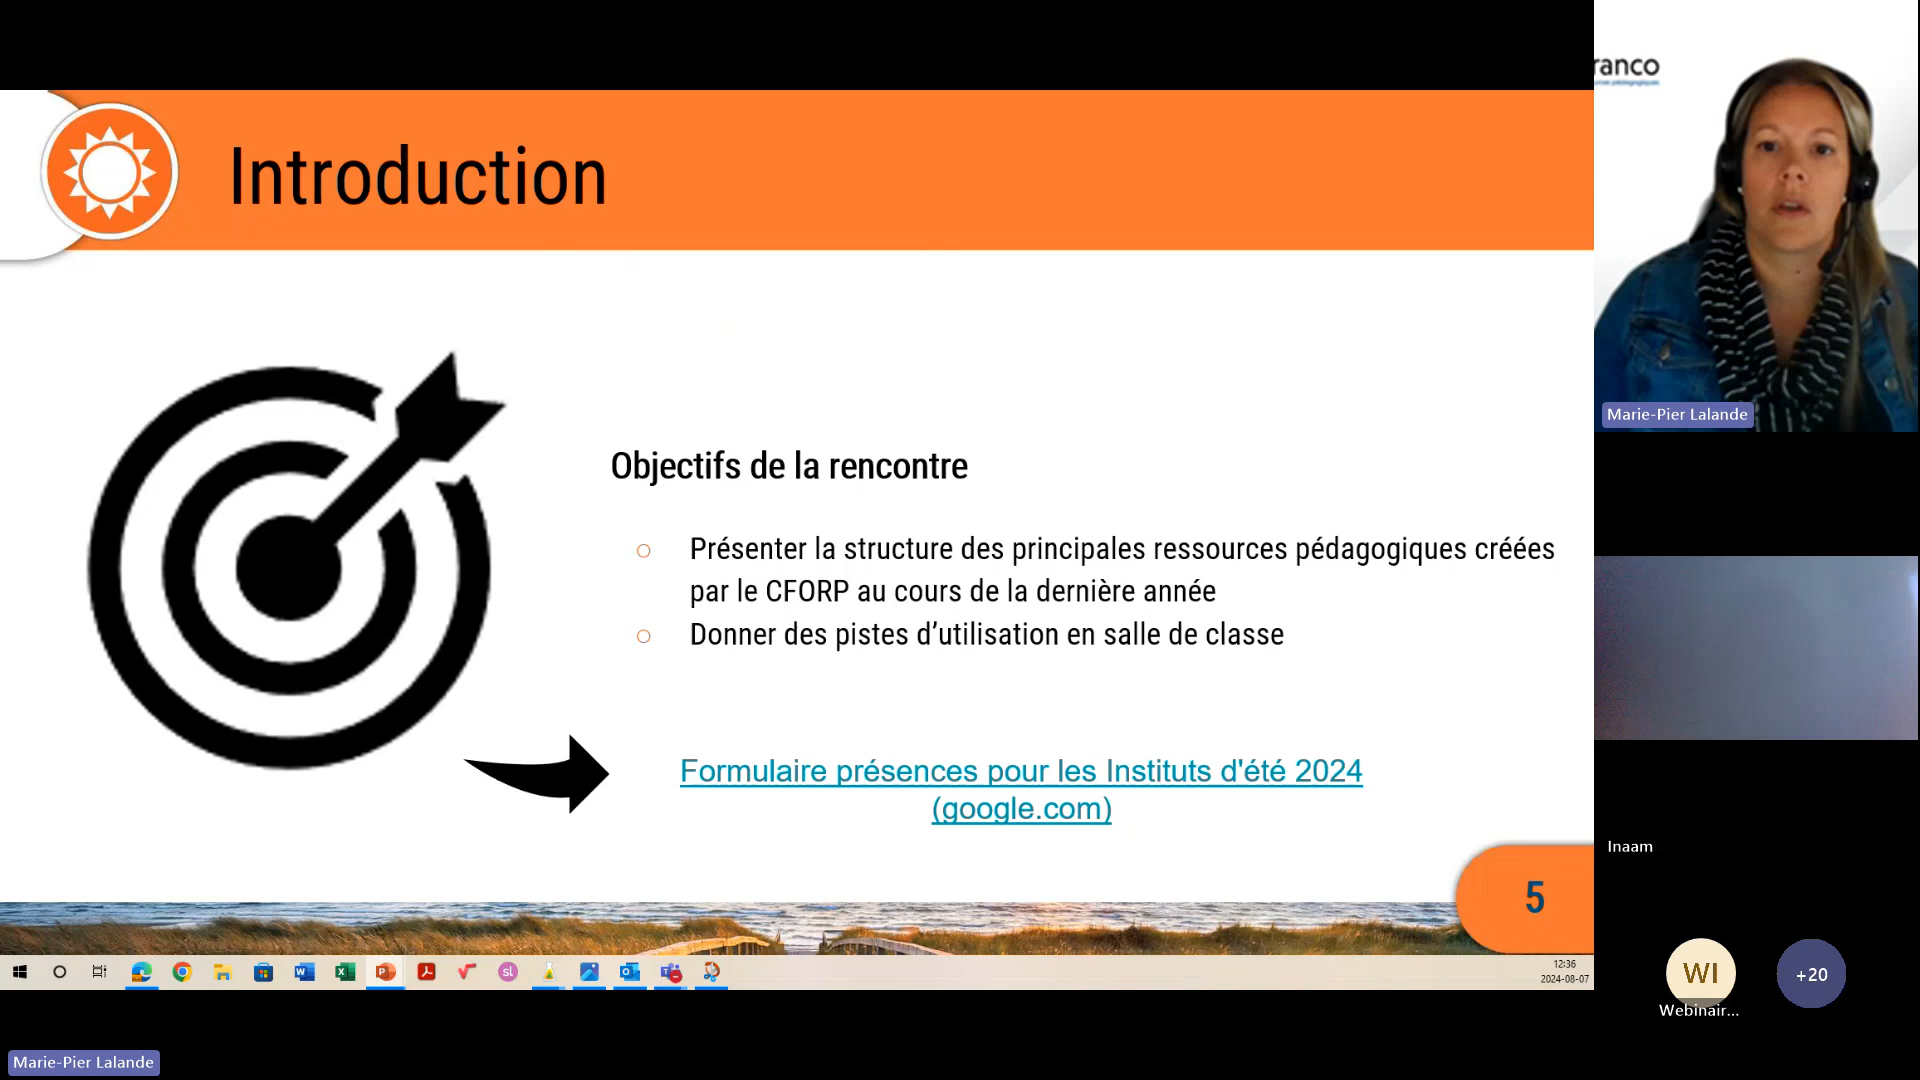 Introduction
Objectifs de la rencontre
Présenter la structure des principales ressources pédagogiques créées
par le CFORP au cours de la dernière année
Donner des pistes d’utilisation en salle de classe
Formulaire présences pour les Instituts d'été 2024
(google.com)
5
12:36
2024-08-07
Marie-Pier Lalande
ranco
Marie-Pier Lalande
Inaam
WI
Webinair...
+20
sl